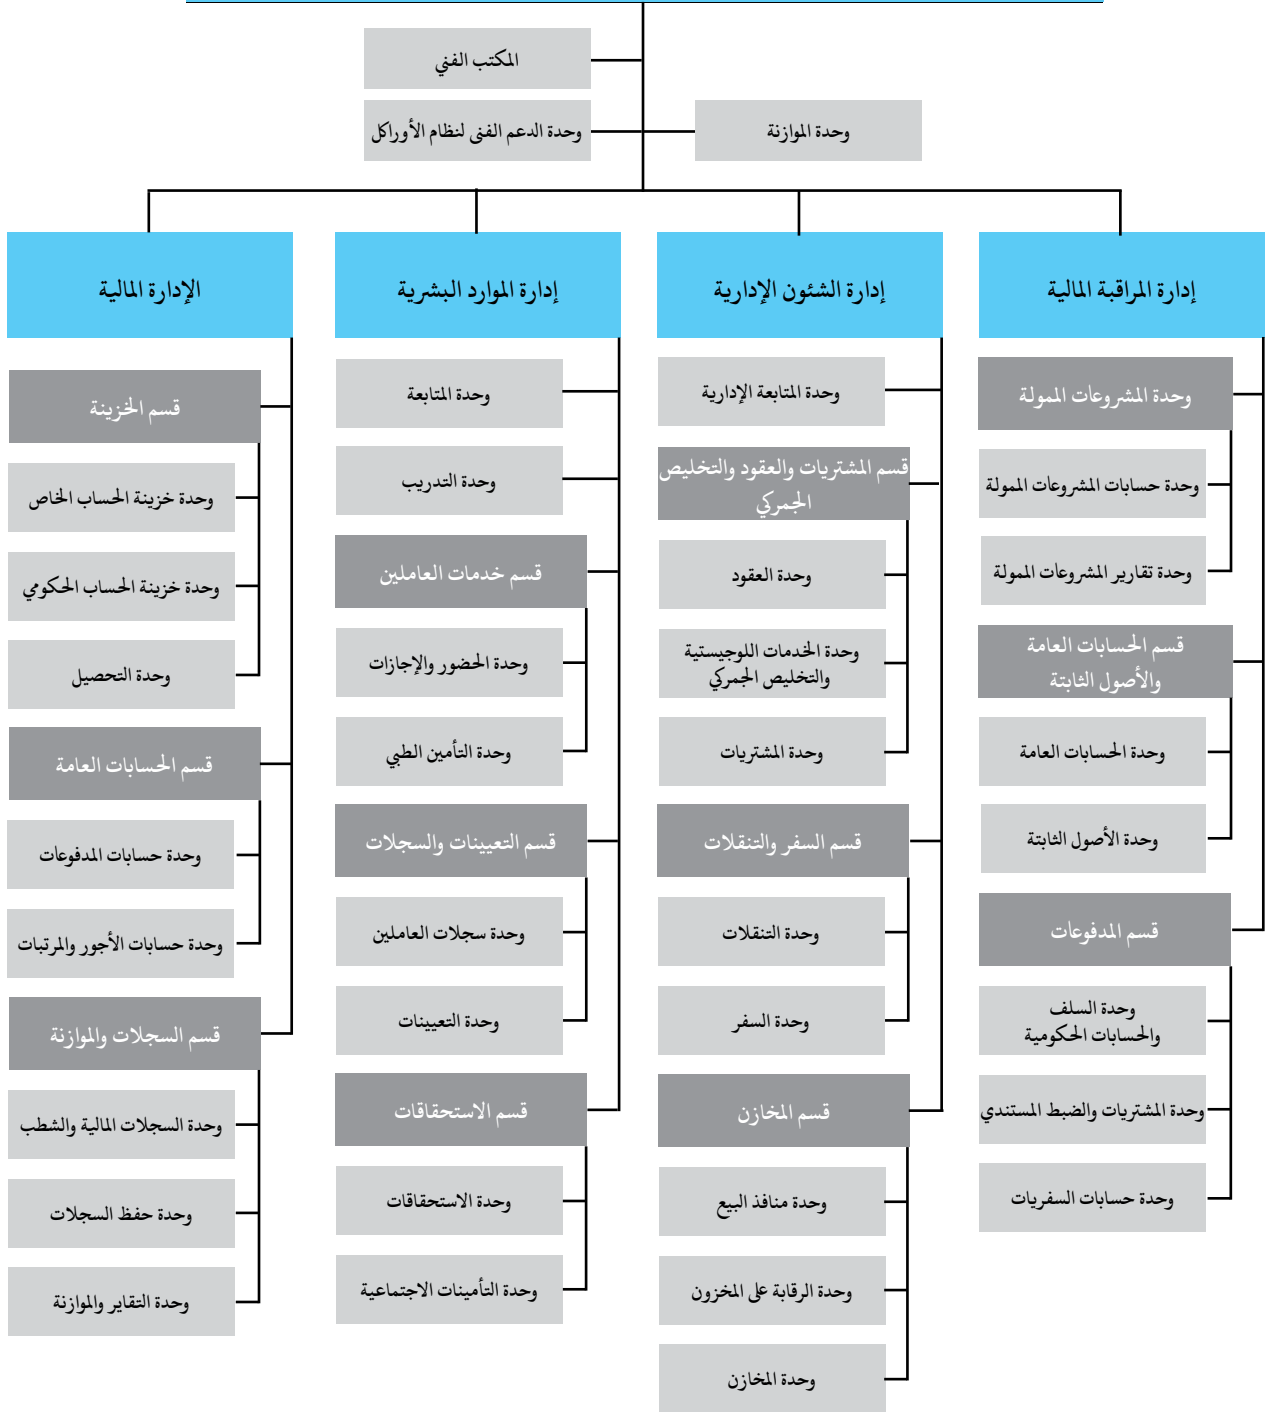 المكتب الفني
وحدة الموازنة
وحدة الدعم الفنى لنظام الأوراكل
إدارة المراقبة المالية
وحدة المشروعات الممولة
وحدة حسابات المشروعات الممولة
وحدة تقارير المشروعات الممولة
قسم الحسابات العامة
والأصول الثابتة
وحدة الحسابات العامة
وحدة الأصول الثابتة
قسم المدفوعات
وحدة السلف
والحسابات الحكومية
وحدة المشتريات والضبط المستندي
وحدة حسابات السفريات
إدارة الشئون الإدارية
وحدة المتابعة الإدارية
قسم المشتريات والعقود والتخليص
الجمركي
وحدة العقود
وحدة الخدمات اللوجيستية
والتخليص الجمركي
وحدة المشتريات
قسم السفر والتنقلات
وحدة التنقلات
وحدة السفر
قسم المخازن
وحدة منافذ البيع
وحدة الرقابة على المخزون
وحدة المخازن
إدارة الموارد البشرية
وحدة المتابعة
وحدة التدريب
قسم خدمات العاملين
وحدة الحضور والإجازات
وحدة التأمين الطبي
قسم التعيينات والسجلات
وحدة سجلات العاملين
وحدة التعيينات
قسم الاستحقاقات
وحدة الاستحقاقات
وحدة التأمينات الاجتماعية
الإدارة المالية
قسم الخزينة
وحدة خزينة الحساب الخاص
وحدة خزينة الحساب الحكومي
وحدة التحصيل
قسم الحسابات العامة
وحدة حسابات المدفوعات
وحدة حسابات الأجور والمرتبات
قسم السجلات والموازنة
وحدة السجلات المالية والشطب
وحدة حفظ السجلات
وحدة التقاير والموازنة